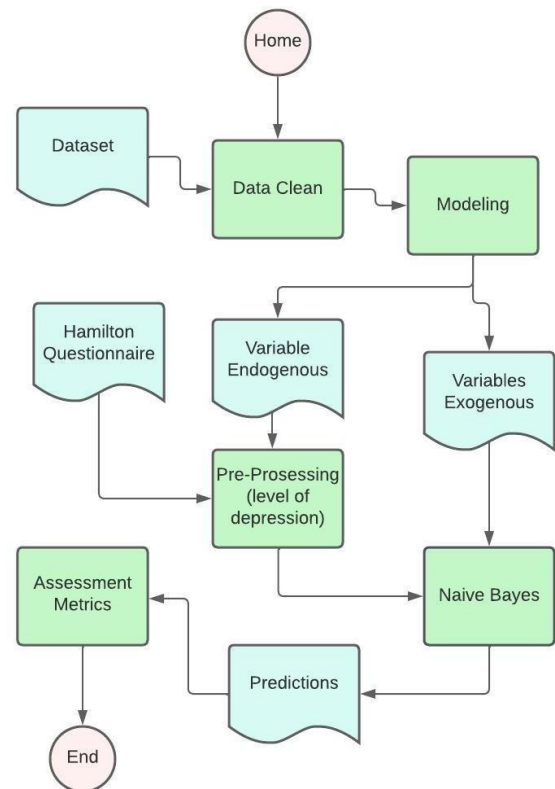 Home
Dataset
Data Clean
Modeling
Hamilton
Questionnaire
Variable
Endogenous
Variables
Exogenous
Pre-Prosessing
(level of
depression)
Assessment
Metrics
Naive Bayes
Predictions
End